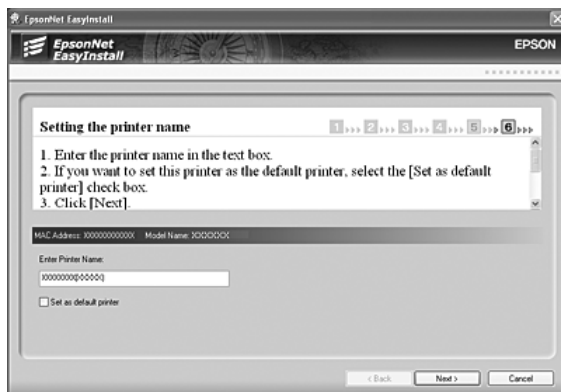 EpsonNet EasyInstall
EpsonNet
EasyInstall
EPSON
Setting the printer name
1 2 3 4 5 6
1. Enter the printer name in the text box.
2. If you want to set this printer as the default printer, select the [Set as default
printer] check box.
3. Click [Next].
MAC Address: XXXXXXXXXXXX Model Name: XXXXXXX
Enter Printer Name:
XXXXXXXX(XXXXXX)
Set as default printer
< Back
Next >
Cancel